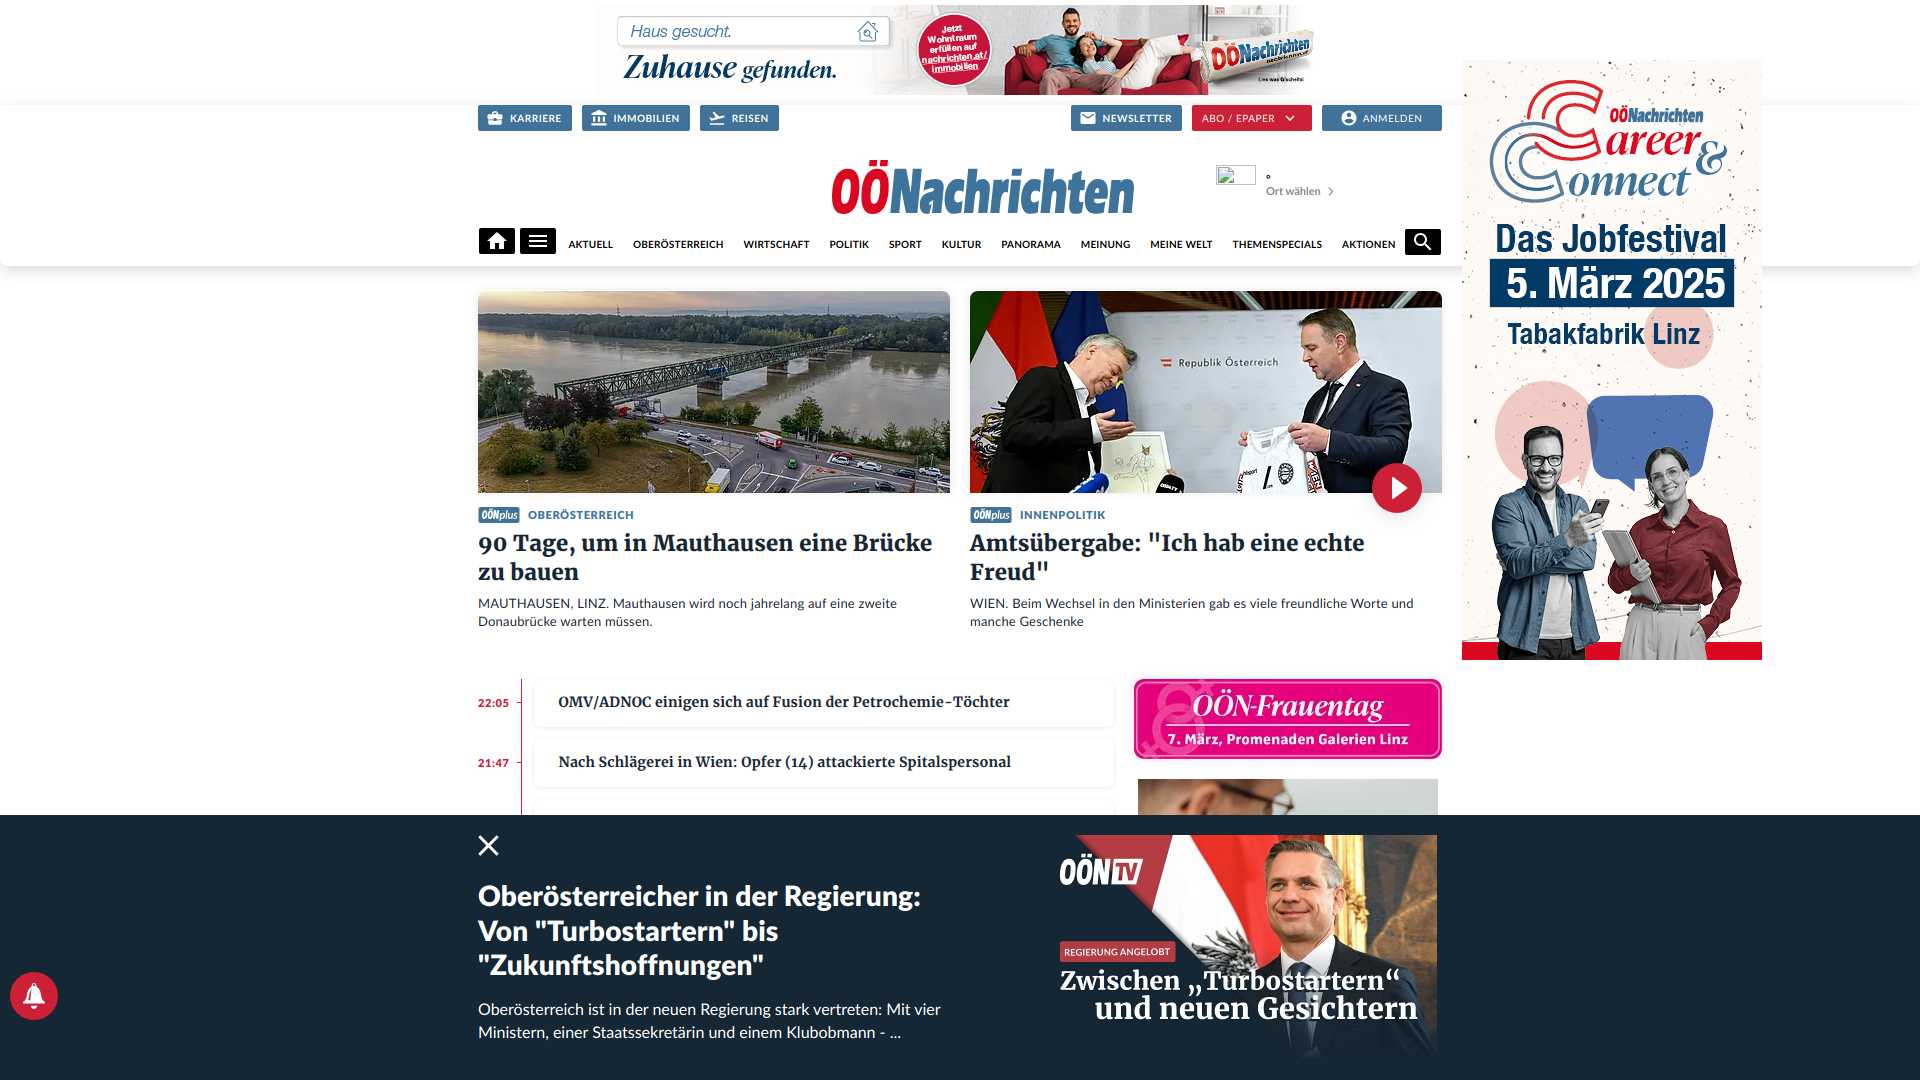 Haus gesucht.
Zuhause gefunden.
Jetzt
Wohntraum
erfüllen auf
nachrichten.at/
immobilien
OÖNachrichten
Lies was G'scheits!
KARRIERE
IMMOBILIEN
REISEN
NEWSLETTER
ABO / EPAPER
ANMELDEN
OÖNachrichten
°
Ort wählen
AKTUELL
OBERÖSTERREICH
WIRTSCHAFT
POLITIK
SPORT
KULTUR
PANORAMA
MEINUNG
MEINE WELT
THEMENSPECIALS
AKTIONEN
OÖNachrichten
Career &
Connect
Das Jobfestival
5. März 2025
Tabakfabrik Linz
OÖNplus OBERÖSTERREICH
90 Tage, um in Mauthausen eine Brücke
zu bauen
MAUTHAUSEN, LINZ. Mauthausen wird noch jahrelang auf eine zweite
Donaubrücke warten müssen.
Republik Österreich
OÖNplus INNENPOLITIK
Amtsübergabe: "Ich hab eine echte
Freud"
WIEN. Beim Wechsel in den Ministerien gab es viele freundliche Worte und
manche Geschenke
22:05 OMV/ADNOC einigen sich auf Fusion der Petrochemie-Töchter
21:47 Nach Schlägerei in Wien: Opfer (14) attackierte Spitalspersonal
OÖN-Frauentag
7. März, Promenaden Galerien Linz
Oberösterreicher in der Regierung:
Von "Turbostartern" bis
"Zukunftshoffnungen"
Oberösterreich ist in der neuen Regierung stark vertreten: Mit vier
Ministern, einer Staatssekretärin und einem Klubobmann - ...
OÖN TV
REGIERUNG ANGELOBT
Zwischen „Turbostartern“
und neuen Gesichtern